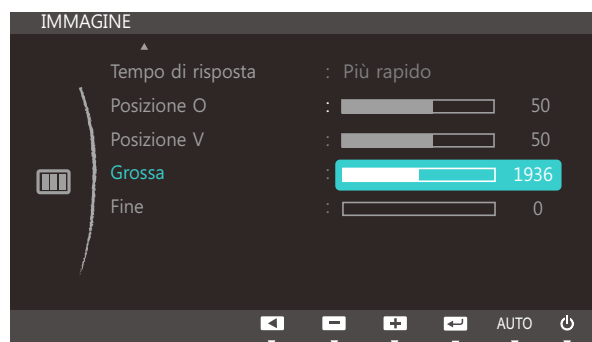 IMMAGINE
Tempo di risposta : Più rapido
Posizione O : 50
Posizione V : 50
Grossa : 1936
Fine : 0
AUTO